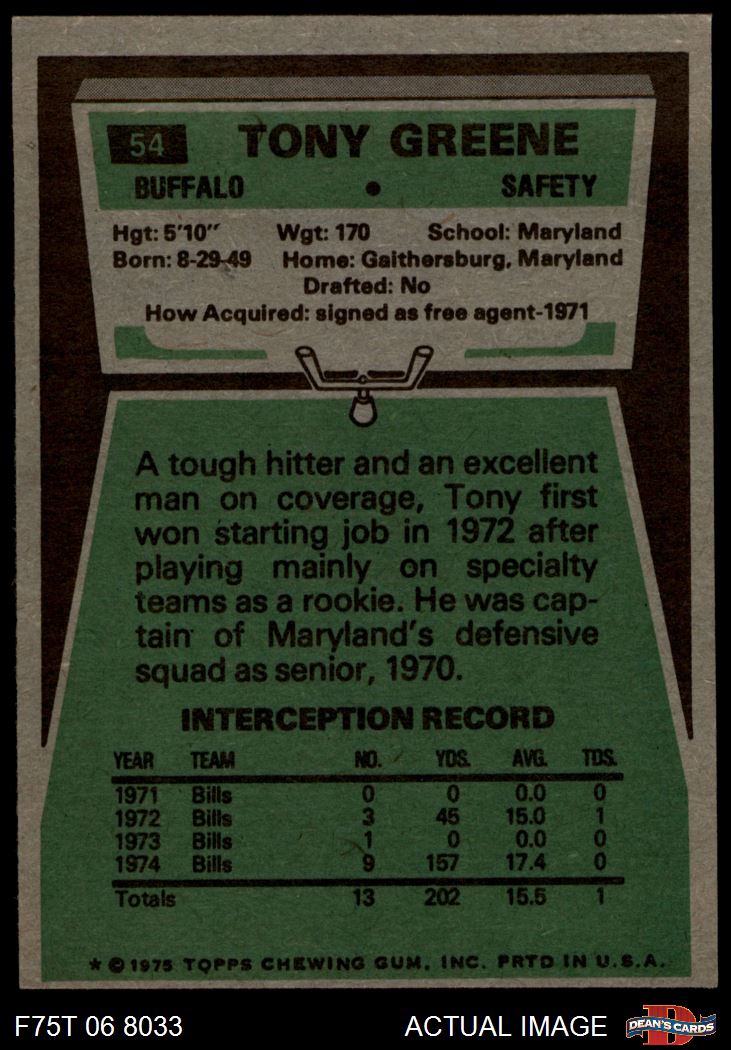 54 TONY GREENE
BUFFALO • SAFETY
Hgt: 5'10" Wgt: 170 School: Maryland
Born: 8-29-49 Home: Gaithersburg, Maryland
Drafted: No
How Acquired: signed as free agent-1971
A tough hitter and an excellent
man on coverage, Tony first
won starting job in 1972 after
playing mainly on specialty
teams as a rookie. He was cap-
tain of Maryland's defensive
squad as senior, 1970.
INTERCEPTION RECORD
YEAR TEAM NO. YDS. AVG. TDS.
1971 Bills 0 0 0.0 0
1972 Bills 3 45 15.0 1
1973 Bills 1 0 0.0 0
1974 Bills 9 157 17.4 0
Totals 13 202 15.5 1
* © 1975 TOPPS CHEWING GUM, INC. PRTD IN U.S.A.
F75T 06 8033 ACTUAL IMAGE D DEAN'S CARDS